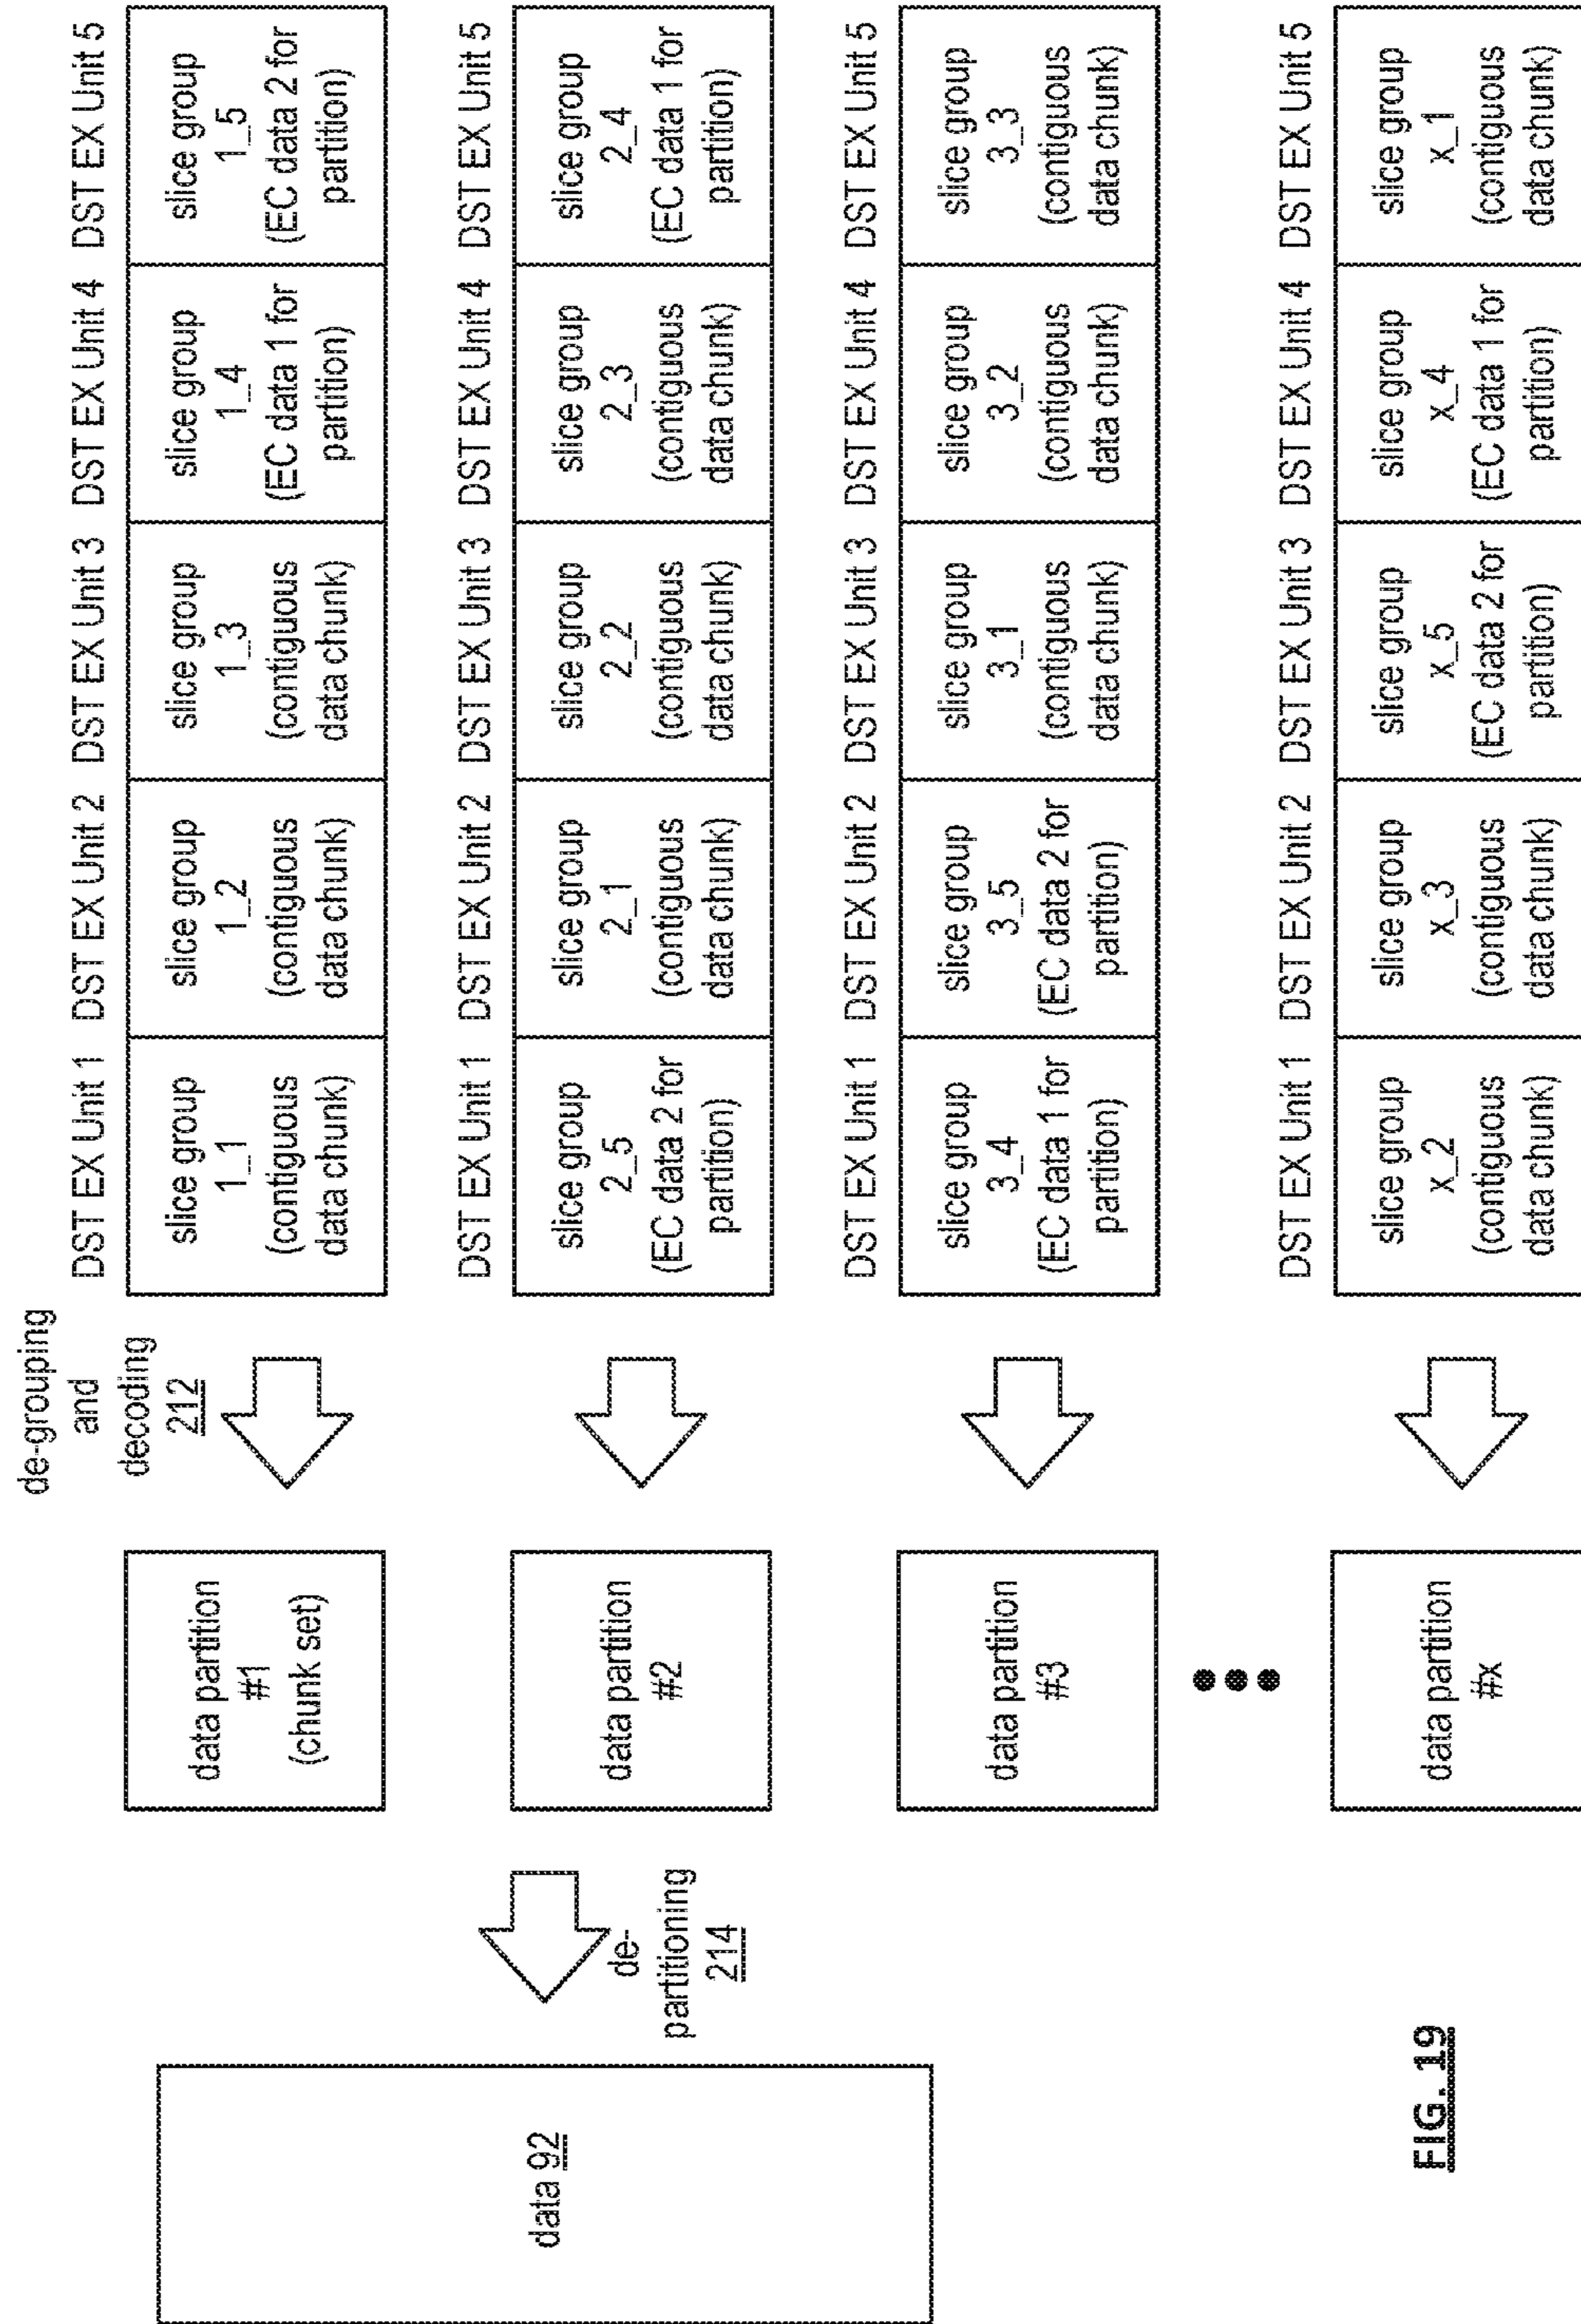 de-grouping
and
decoding
212
DST EX Unit 1 DST EX Unit 2 DST EX Unit 3 DST EX Unit 4 DST EX Unit 5
data partition
#1
(chunk set)
slice group
1_1
(contiguous
data chunk)
slice group
1_2
(contiguous
data chunk)
slice group
1_3
(contiguous
data chunk)
slice group
1_4
(EC data 1 for
partition)
slice group
1_5
(EC data 2 for
partition)
data 92
de-
partitioning
214
DST EX Unit 1 DST EX Unit 2 DST EX Unit 3 DST EX Unit 4 DST EX Unit 5
data partition
#2
slice group
2_5
(EC data 2 for
partition)
slice group
2_1
(contiguous
data chunk)
slice group
2_2
(contiguous
data chunk)
slice group
2_3
(contiguous
data chunk)
slice group
2_4
(EC data 1 for
partition)
DST EX Unit 1 DST EX Unit 2 DST EX Unit 3 DST EX Unit 4 DST EX Unit 5
data partition
#3
slice group
3_4
(EC data 1 for
partition)
slice group
3_5
(EC data 2 for
partition)
slice group
3_1
(contiguous
data chunk)
slice group
3_2
(contiguous
data chunk)
slice group
3_3
(contiguous
data chunk)
DST EX Unit 1 DST EX Unit 2 DST EX Unit 3 DST EX Unit 4 DST EX Unit 5
data partition
#x
slice group
x_2
(contiguous
data chunk)
slice group
x_3
(contiguous
data chunk)
slice group
x_5
(EC data 2 for
partition)
slice group
x_4
(EC data 1 for
partition)
slice group
x_1
(contiguous
data chunk)
FIG. 19